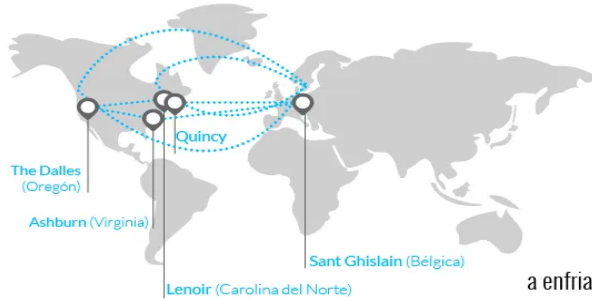 Quincy
The Dalles
(Oregón)
Ashburn (Virginia)
Sant Ghislain (Bélgica)
Lenoir (Carolina del Norte)
a enfria